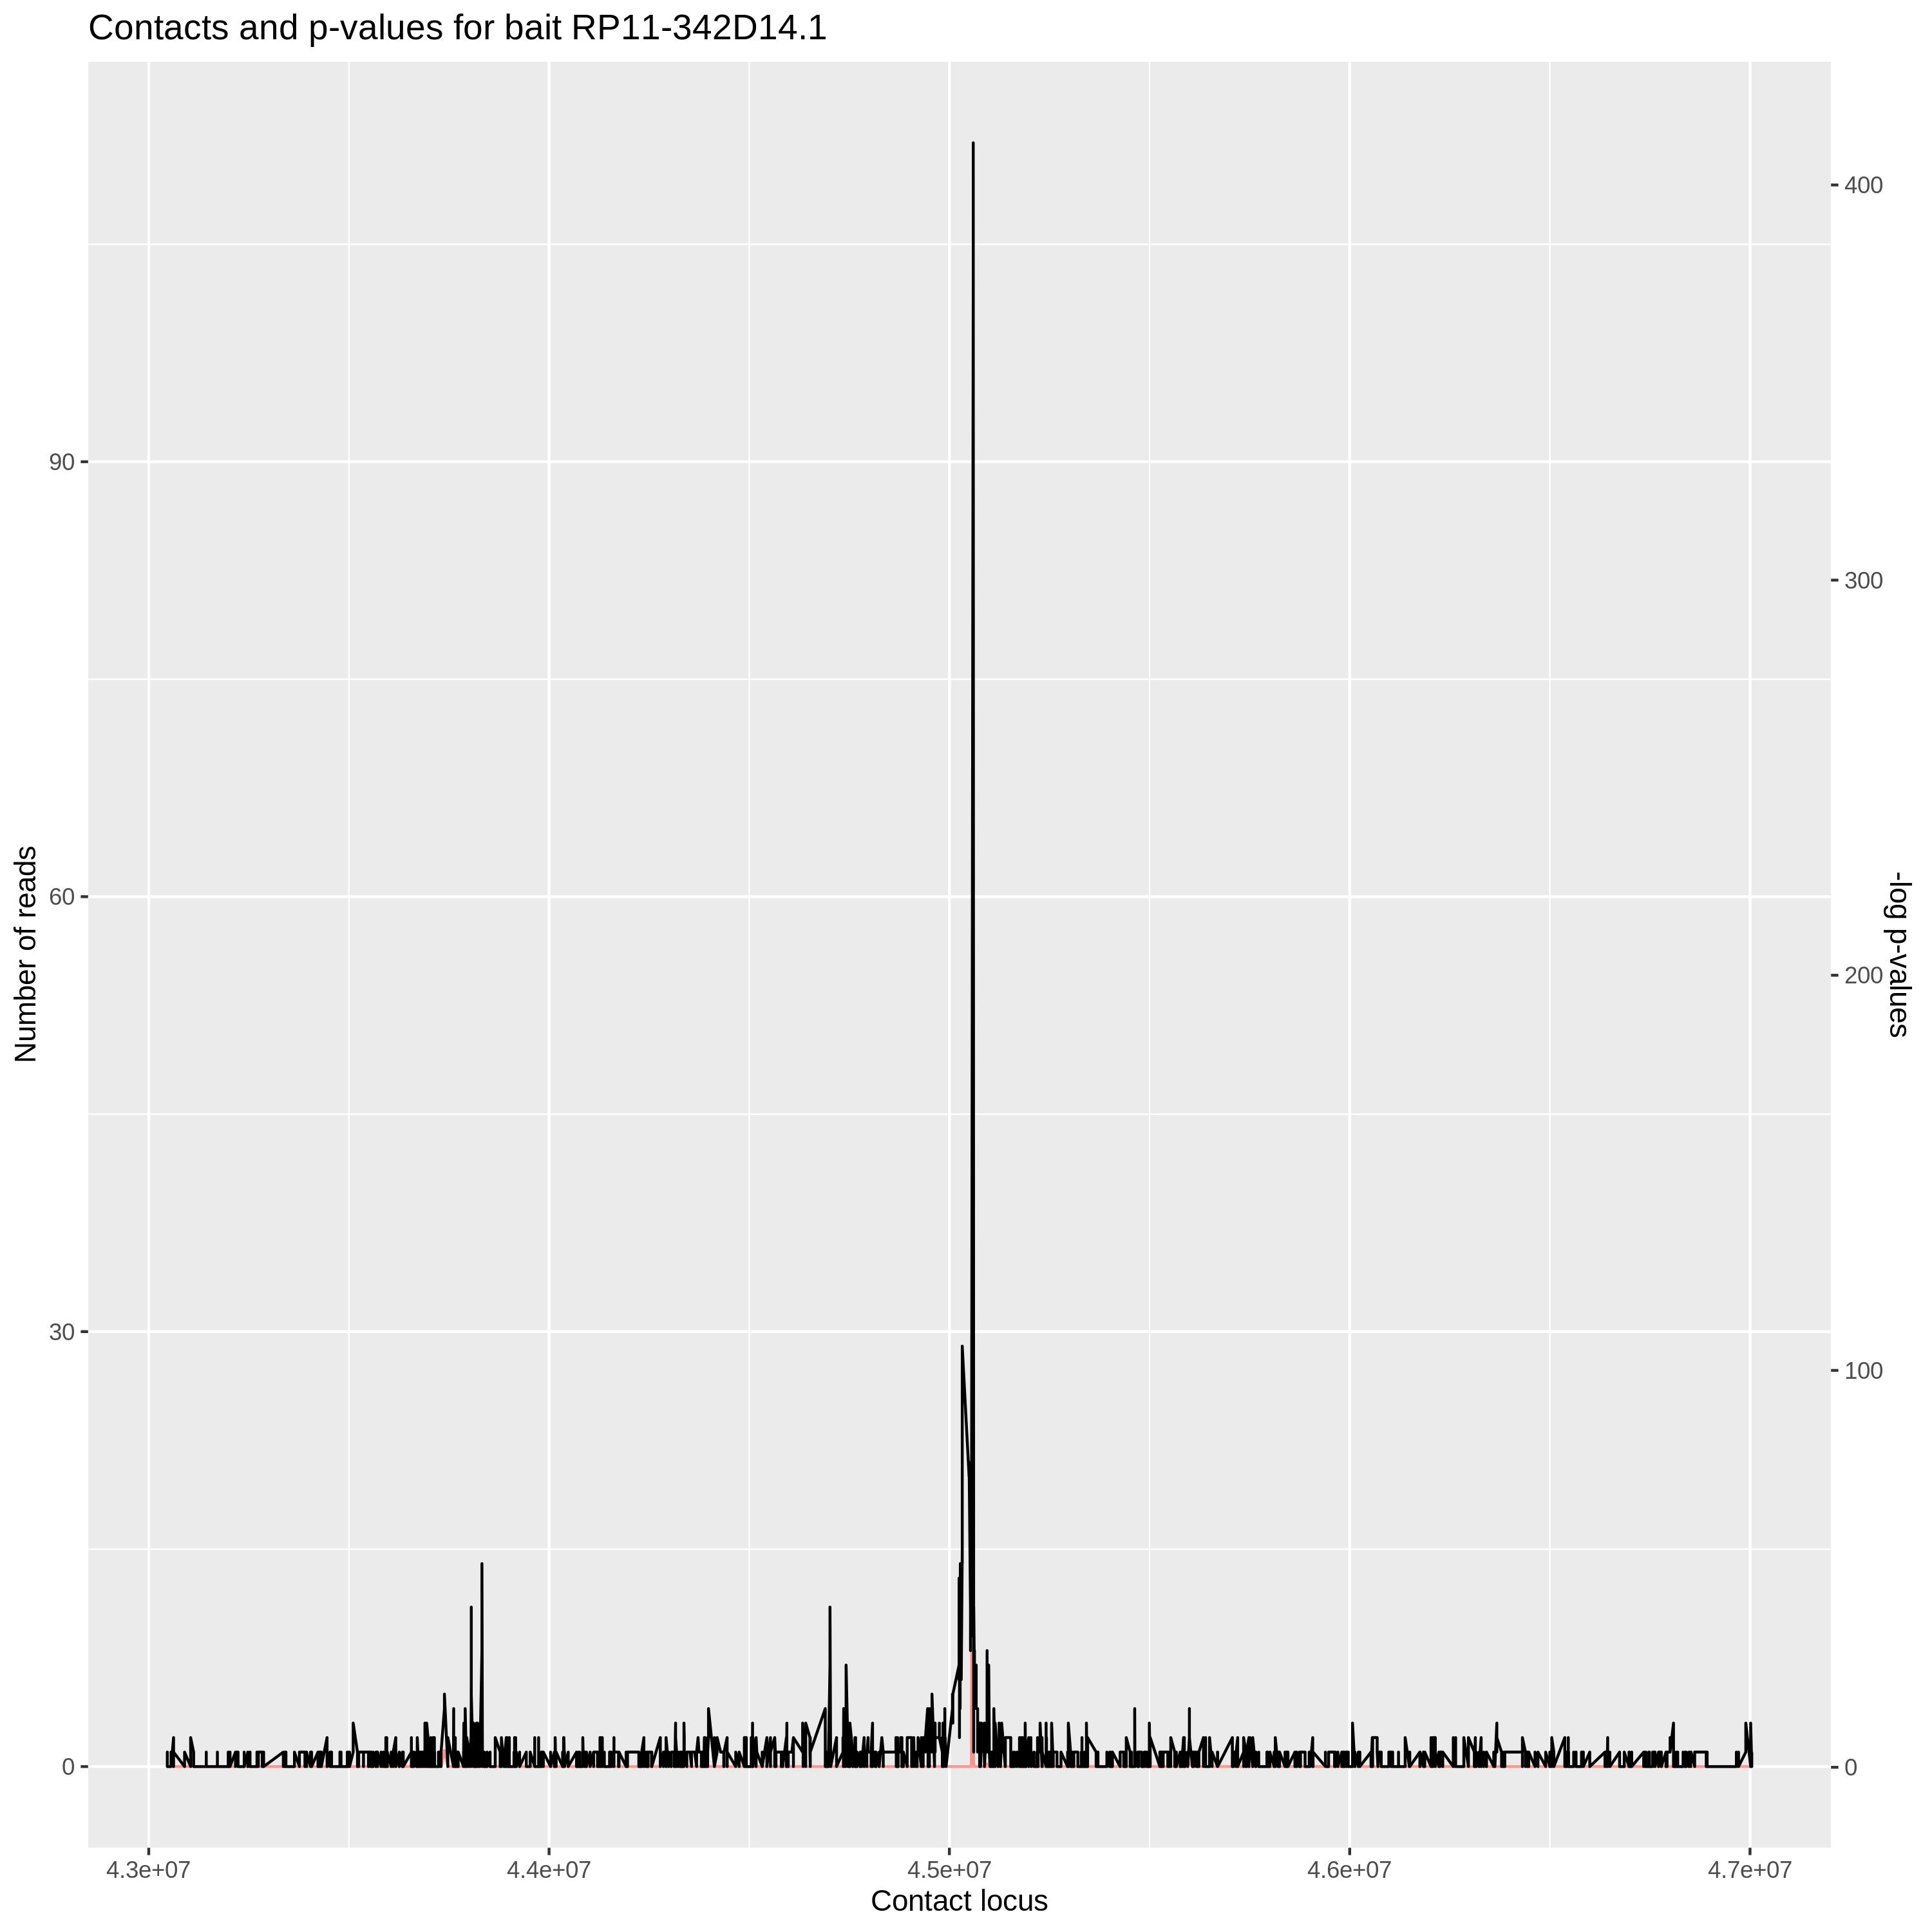 Contacts and p-values for bait RP11-342D14.1
400
90
300
Number of reads
60
-log p-values
200
30
100
0
0
4.3e+07
4.4e+07
4.5e+07
4.6e+07
4.7e+07
Contact locus